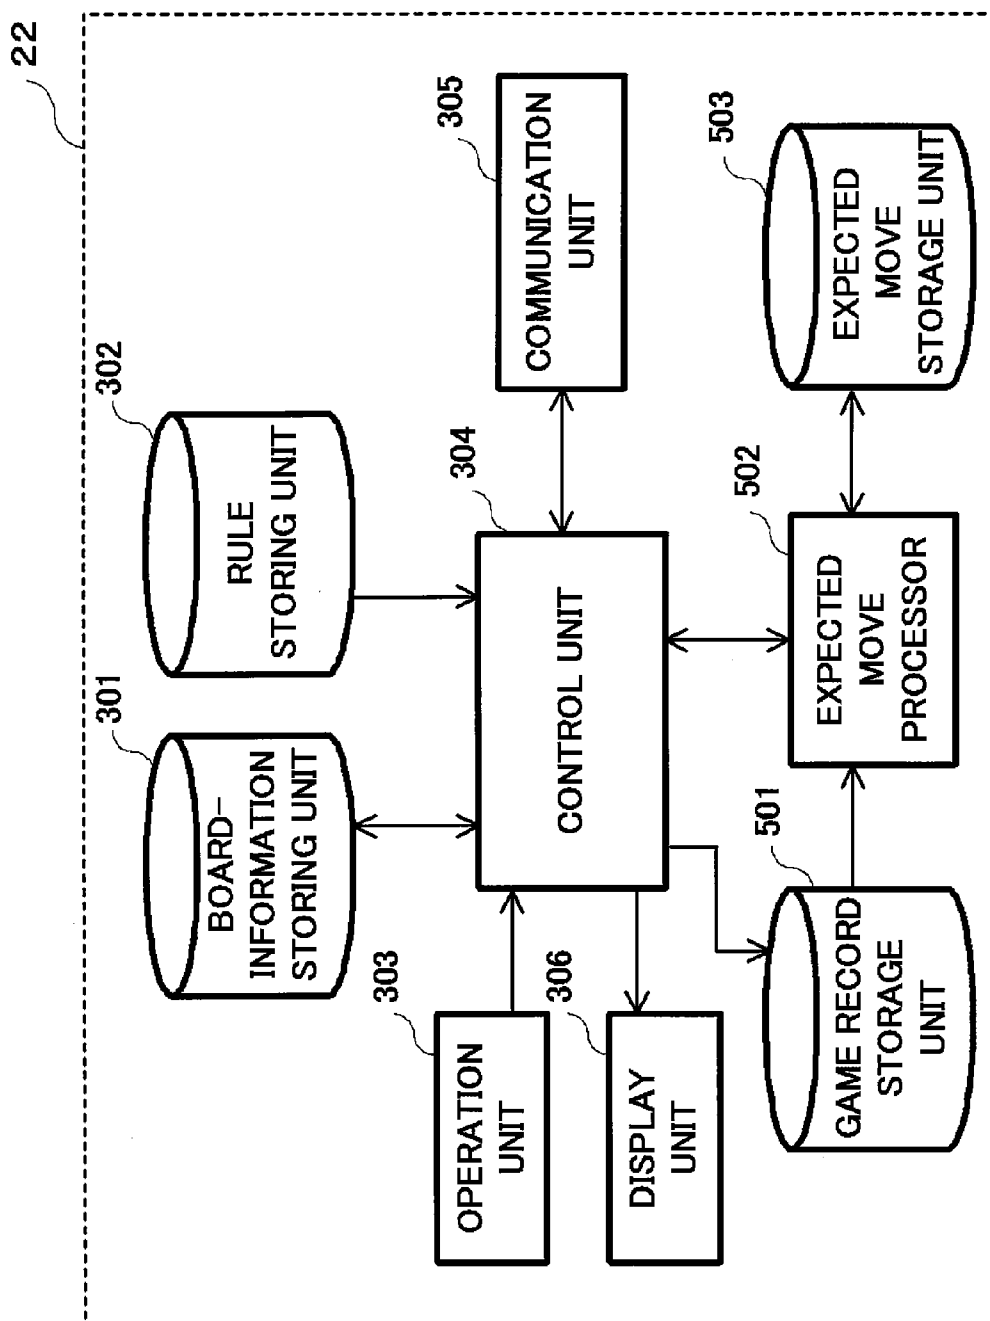 22
301
BOARD-
INFORMATION
STORING UNIT
302
RULE
STORING UNIT
303
OPERATION
UNIT
304
CONTROL UNIT
305
COMMUNICATION
UNIT
306
DISPLAY
UNIT
501
GAME RECORD
STORAGE
UNIT
502
EXPECTED
MOVE
PROCESSOR
503
EXPECTED
MOVE
STORAGE UNIT